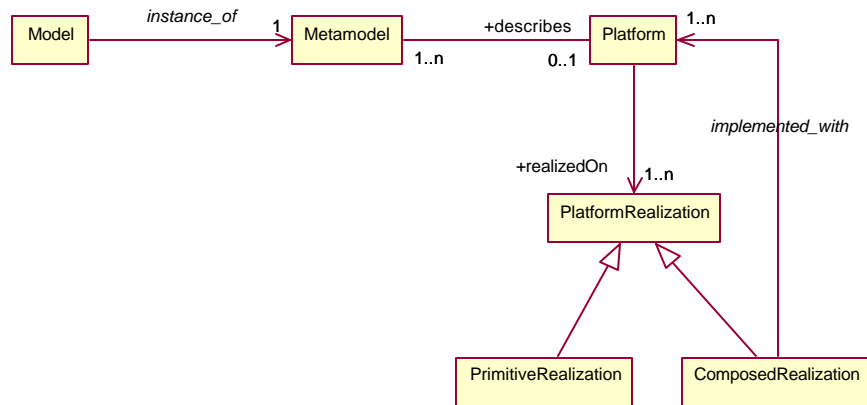 instance_of
1..n
Model
1
Metamodel
+describes
Platform
1..n
0..1
implemented_with
+realizedOn
1..n
PlatformRealization
PrimitiveRealization
ComposedRealization